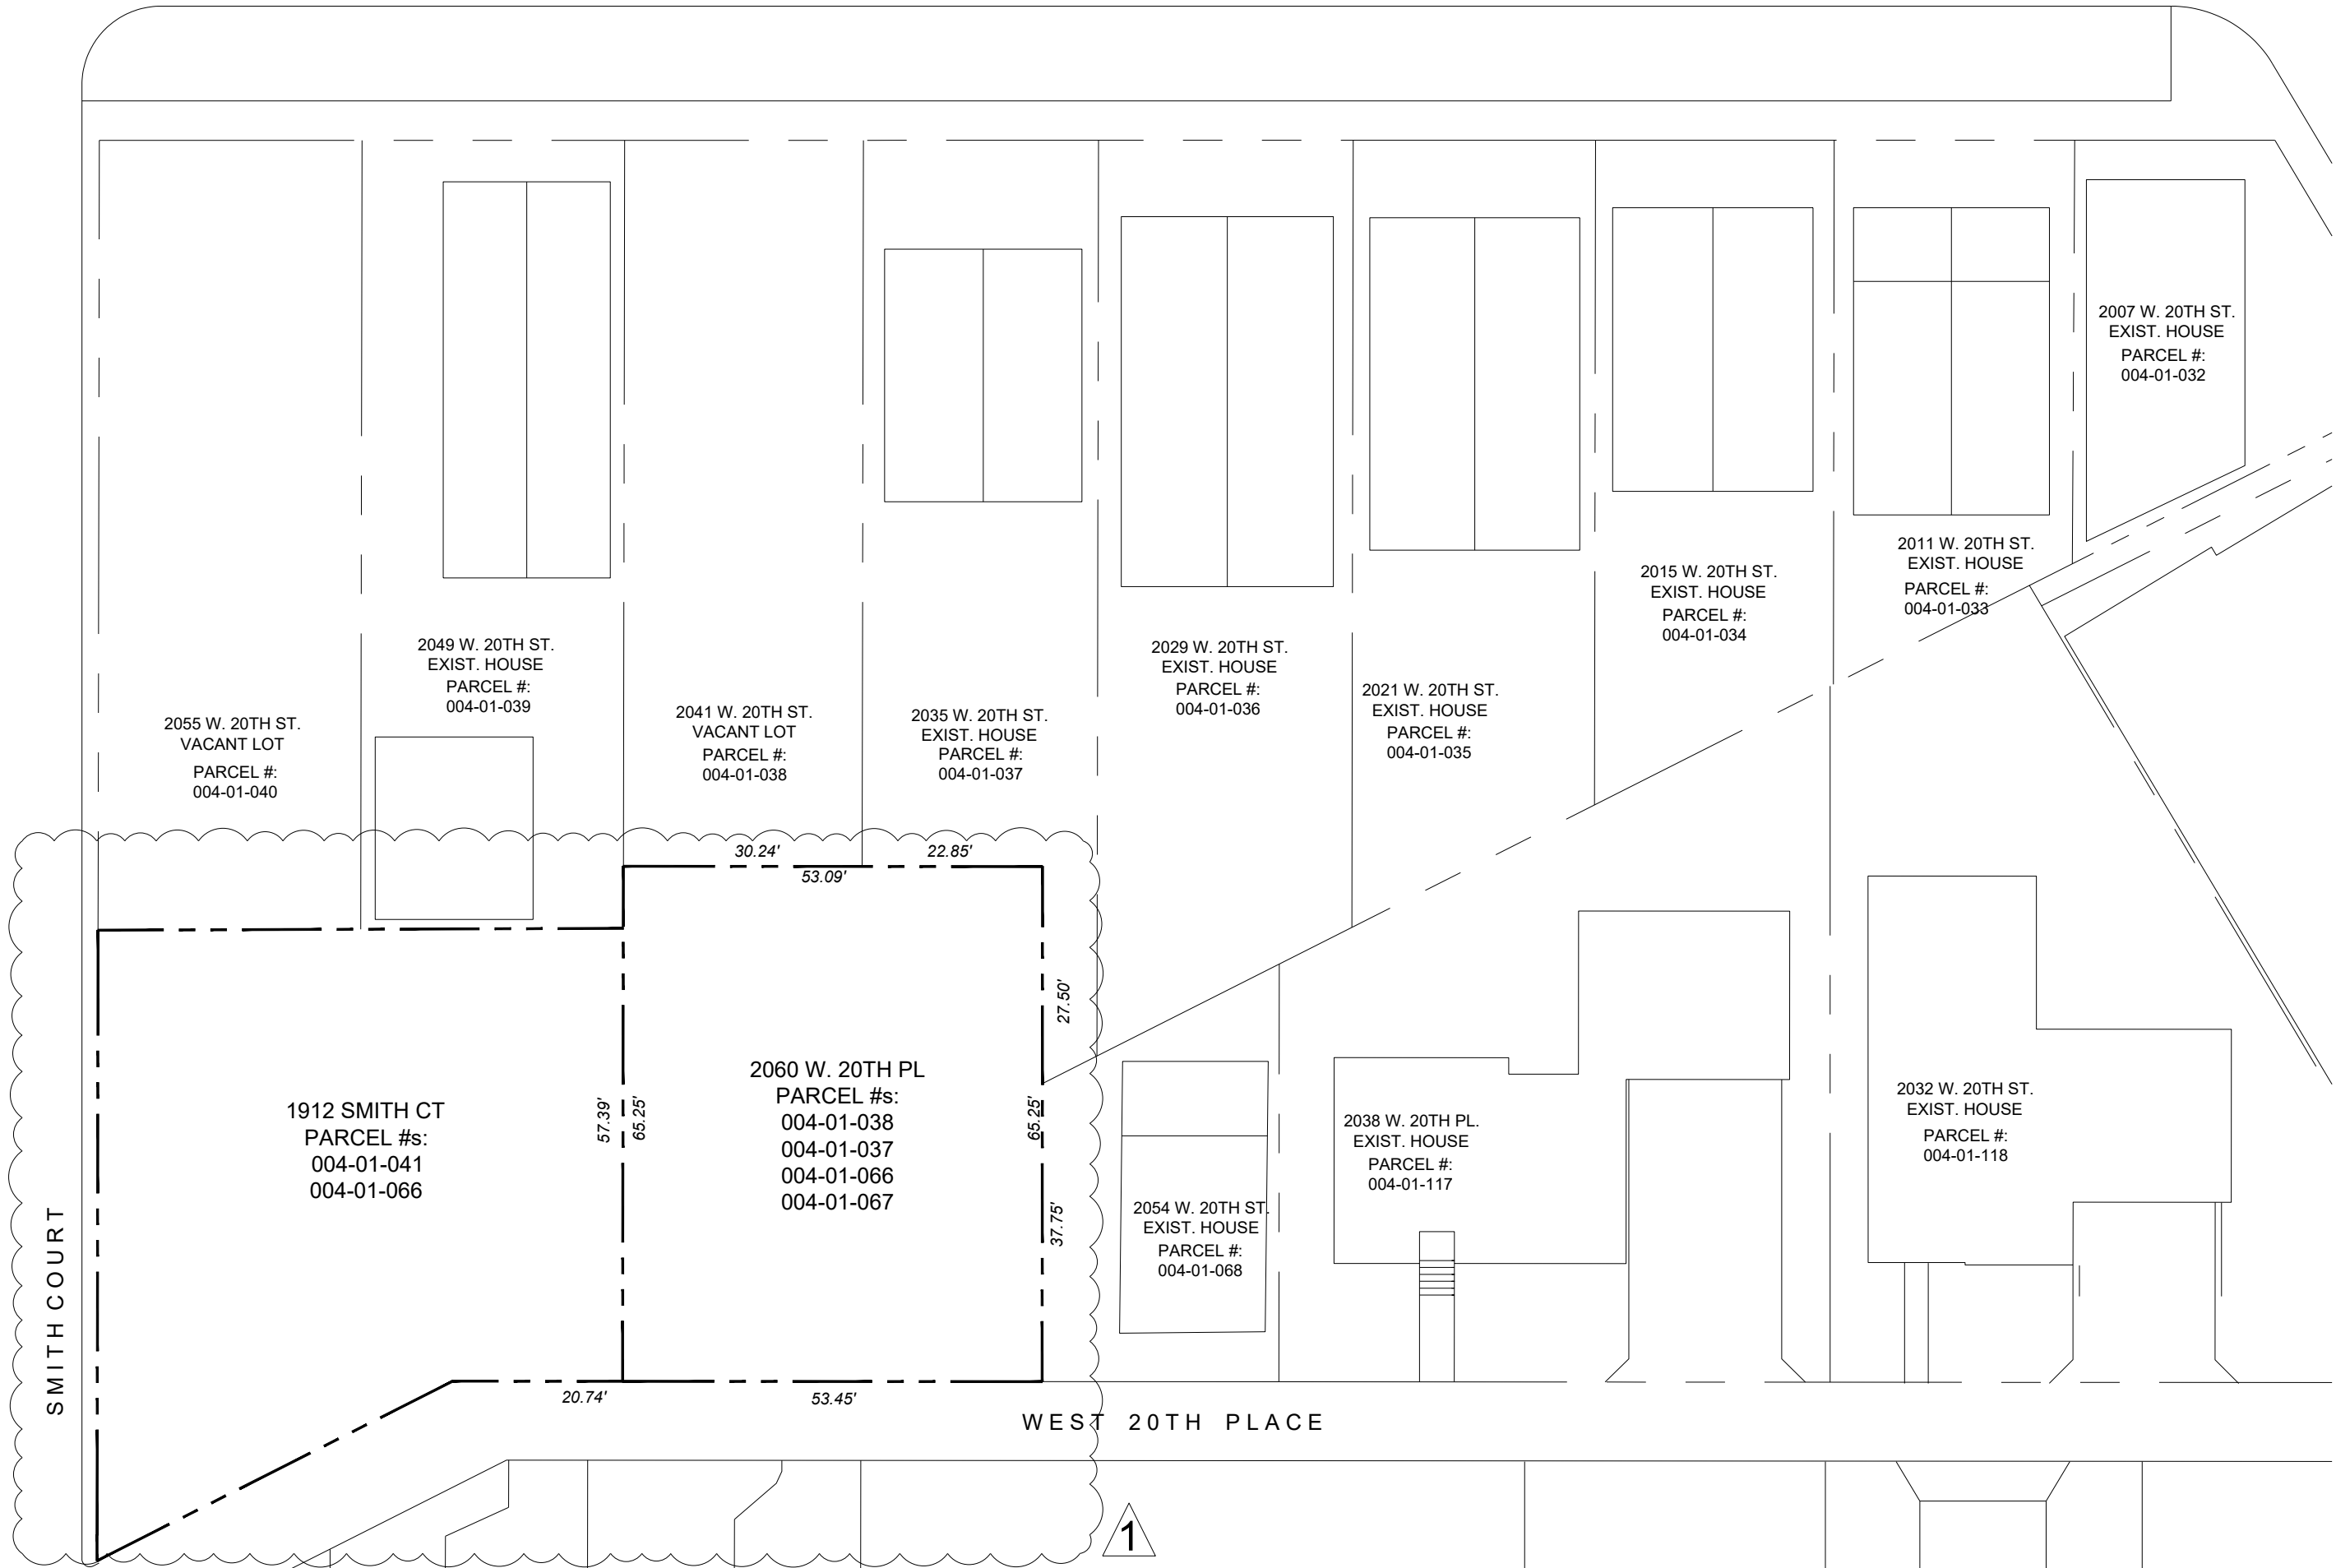 2007 W. 20TH ST.
EXIST. HOUSE
PARCEL #:
004-01-032
2011 W. 20TH ST.
EXIST. HOUSE
PARCEL #:
004-01-033
2015 W. 20TH ST.
EXIST. HOUSE
PARCEL #:
004-01-034
2049 W. 20TH ST.
EXIST. HOUSE
PARCEL #:
004-01-039
2029 W. 20TH ST.
EXIST. HOUSE
PARCEL #:
004-01-036
2021 W. 20TH ST.
EXIST. HOUSE
PARCEL #:
004-01-035
2055 W. 20TH ST.
VACANT LOT
PARCEL #:
004-01-040
2041 W. 20TH ST.
VACANT LOT
PARCEL #:
004-01-038
2035 W. 20TH ST.
EXIST. HOUSE
PARCEL #:
004-01-037
30.24'
22.85'
53.09'
27.50'
2060 W. 20TH PL
PARCEL #s:
004-01-038
004-01-037
004-01-066
004-01-067
1912 SMITH CT
PARCEL #s:
004-01-041
004-01-066
57.39'
65.25'
65.25'
37.75'
2054 W. 20TH ST.
EXIST. HOUSE
PARCEL #:
004-01-068
2038 W. 20TH PL.
EXIST. HOUSE
PARCEL #:
004-01-117
2032 W. 20TH ST.
EXIST. HOUSE
PARCEL #:
004-01-118
SMITH COURT
20.74'
53.45'
WEST 20TH PLACE
1